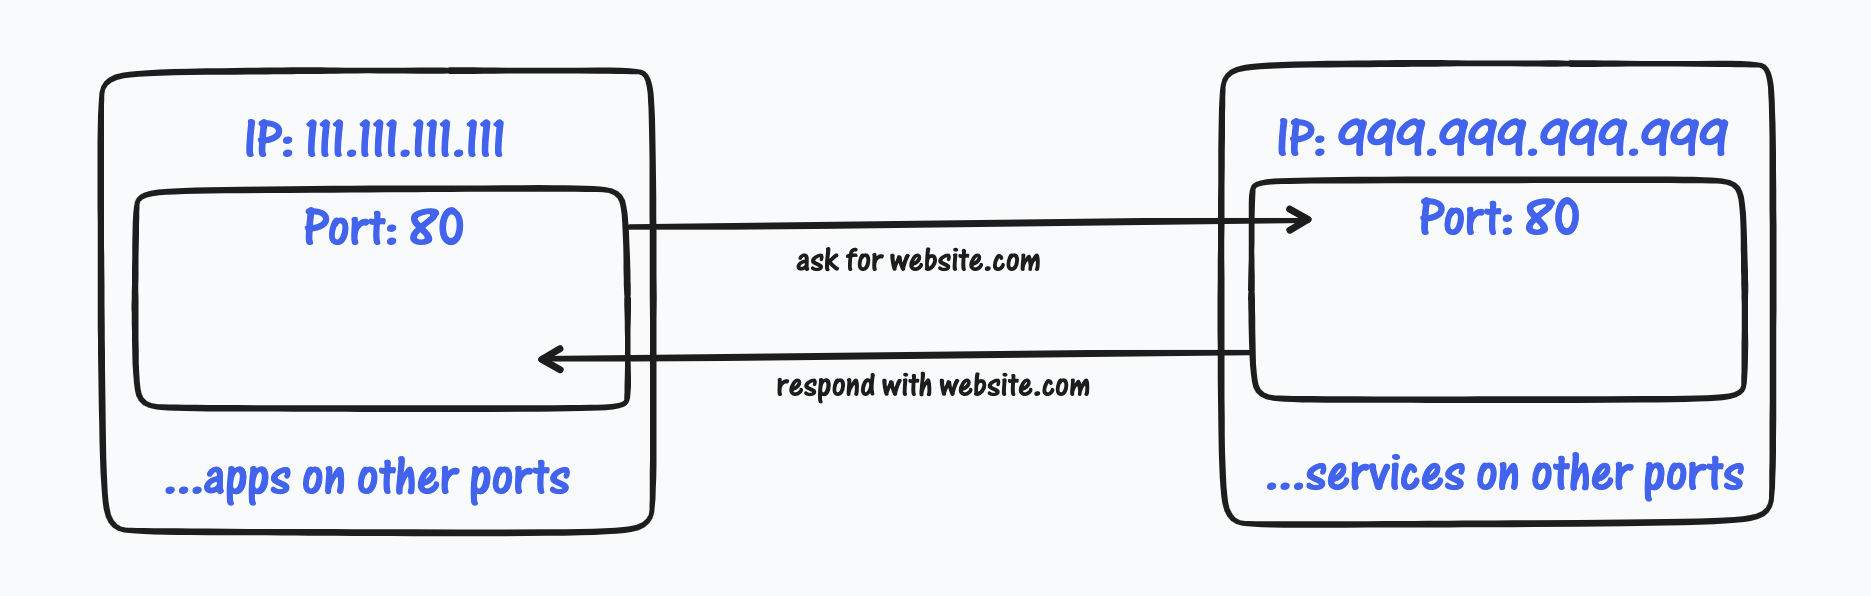 IP: 111.111.111.111
Port: 80
...apps on other ports
ask for website.com
respond with website.com
IP: 999.999.999.999
Port: 80
...services on other ports